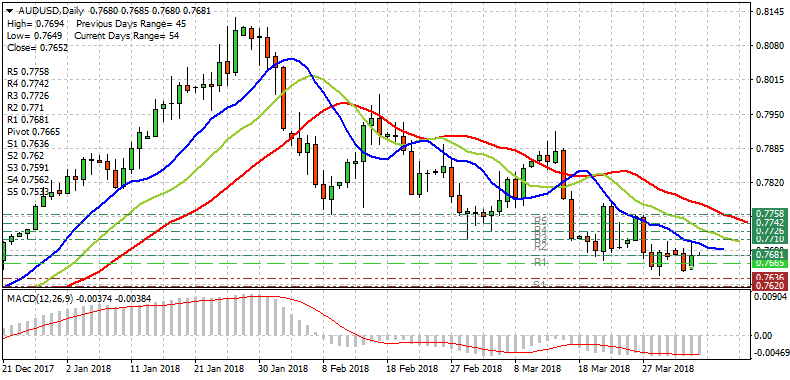 AUDUSD,Daily 0.7680 0.7685 0.7680 0.7681
High= 0.7694 Previous Days Range= 45
Low= 0.7649 Current Days Range= 54
Close= 0.7652
R5 0.7758
R4 0.7742
R3 0.7726
R2 0.771
R1 0.7681
Pivot 0.7665
S1 0.7636
S2 0.762
S3 0.7591
S4 0.7562
S5 0.7533
R5
R4
R3
R2
R1
S1
0.8145
0.8080
0.8015
0.7950
0.7885
0.7820
0.7758
0.7742
0.7726
0.7710
0.7681
0.7665
0.7636
0.7620
MACD(12,26,9) -0.00374 -0.00384
0.00904
0.00
-0.00469
21 Dec 2017 2 Jan 2018 11 Jan 2018 21 Jan 2018 30 Jan 2018 8 Feb 2018 18 Feb 2018 27 Feb 2018 8 Mar 2018 18 Mar 2018 27 Mar 2018